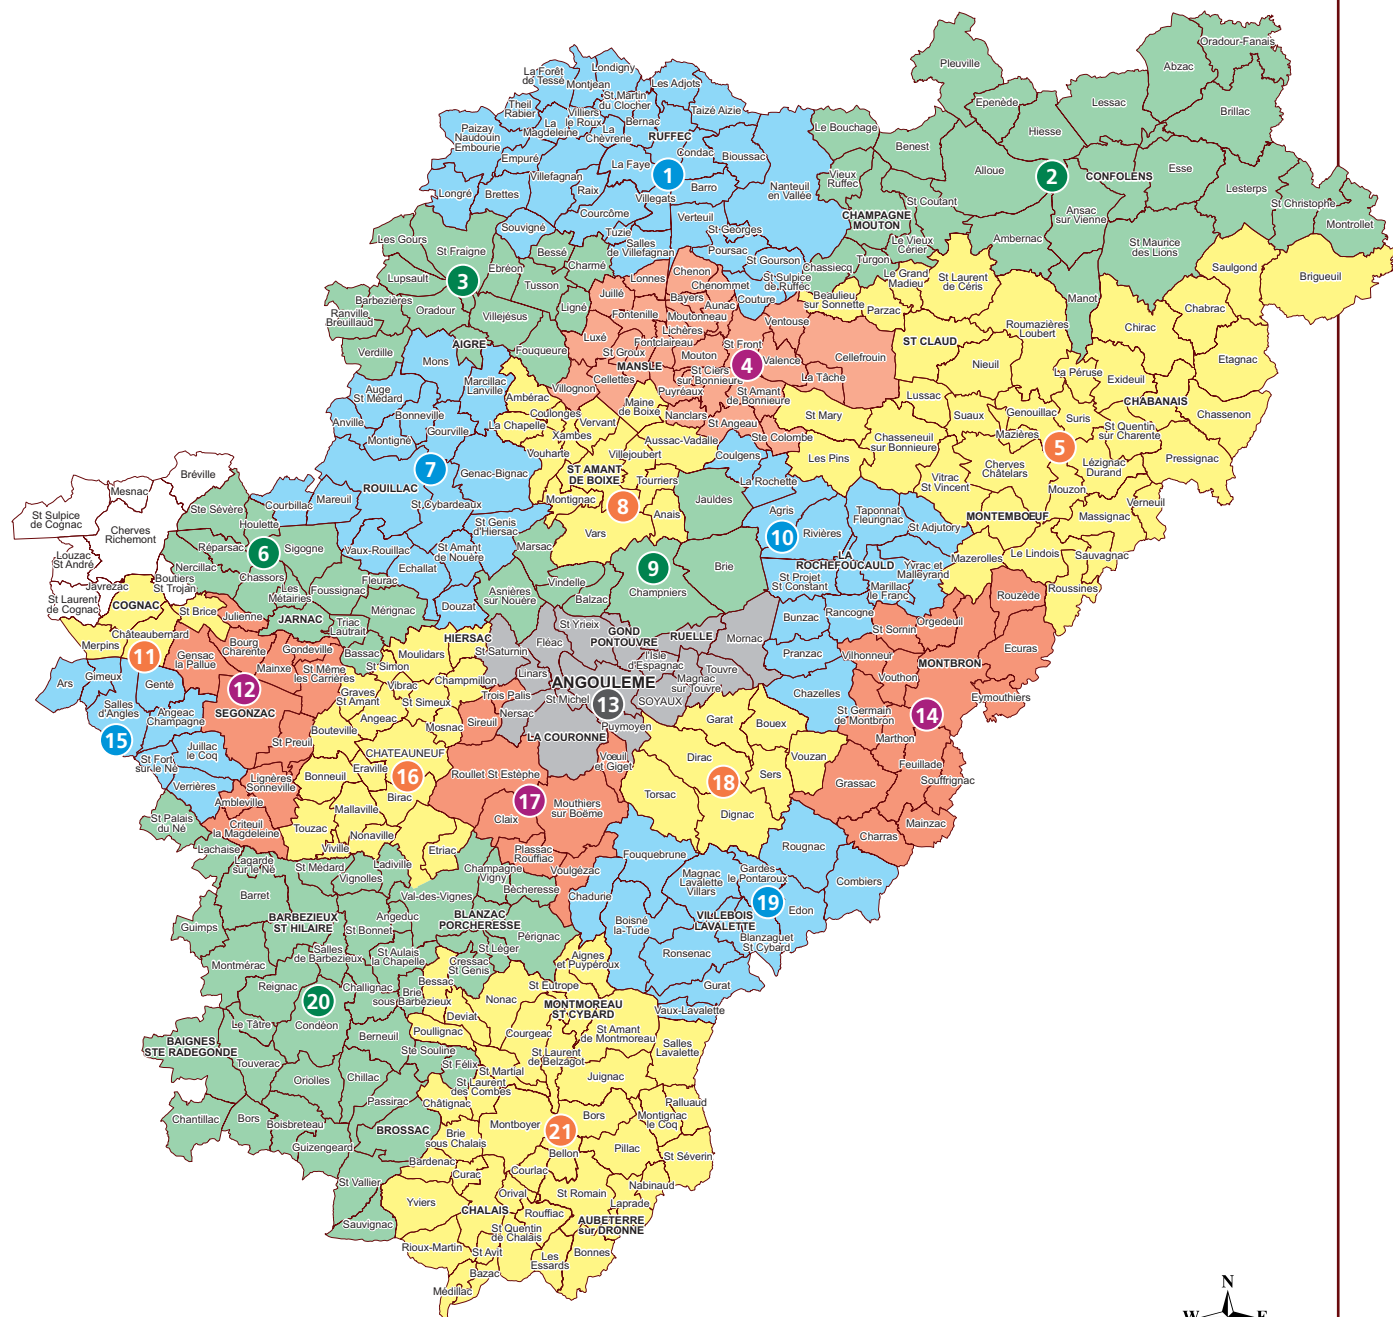 Oradour-Fanais
Pleuville
Abzac
Londigny
La Forêt
de Tessé
Montjean
Les Adjots
Epenède
Lessac
Brillac
St Martin
du Clocher
Theil
Rabier
Villiers
le Roux
Taizé Aizie
Paizay
Naudouin
Embourie
La
Magdeleine
La
Chèvrerie
Bernac
RUFFEC
Le Bouchage
Hiesse
Benest
Empuré
La Faye
Condac
Bioussac
Alloue
2
CONFOLENS
Esse
1
Villefagnan
Vieux
Ruffec
Longré
Brettes
Raix
Villegats
Barro
Nanteuil
en Vallée
Lesterps
St Christophe
St Coutant
Courcôme
Verteuil
CHAMPAGNE
MOUTON
Ansac
sur Vienne
Montrollet
Souvigné
Tuzie
St Georges
Ambernac
Les Gours
St Fraigne
Bessé
Salles
de Villefagnan
Poursac
Le Vieux
Cérier
St Maurice
des Lions
Charmé
St Gourson
Turgon
Chassiecq
Saulgond
Brigueuil
Lupsault
3
Ebréon
Tusson
Lonnes
Chenon
Chenommet
St Sulpice
de Ruffec
Le Grand
Madieu
St Laurent
de Céris
Barbezières
Juillé
Bayers
Aunac
Couture
Beaulieu
sur Sonnette
Parzac
Manot
Chabrac
Ranville
Breuillaud
Oradour
Villejésus
Ligné
Fontenille
Moutonneau
Lichères
Ventouse
Roumazières
Loubert
Chirac
Verdille
AIGRE
Fouqueure
Luxé
Fontclaireau
St Front
ST CLAUD
Mons
St Groux
MANSLE
Mouton
4
Valence
Cellefrouin
Nieuil
Etagnac
Marcillac
Lanville
Cellettes
St Ciers
sur Bonnieure
La Tâche
La Péruse
Exideuil
Auge
St Médard
Ambérac
Villognon
Puyréaux
St Amant
de Bonnieure
Lussac
CHABANAIS
Anville
Bonneville
Coulonges
Maine
de Boixe
Nanclars
St Mary
Suaux
Genouillac
Suris
Chassenon
Montigné
Gourville
La Chapelle
Xambes
Vervant
St Angeau
St Quentin
sur Charente
Mazières
5
Aussac-Vadalle
Ste Colombe
Chasseneuil
sur Bonnieure
Vouharte
Villejoubert
Coulgens
Les Pins
Pressignac
Bréville
7
Genac-Bignac
ST AMANT
DE BOIXE
Tourriers
La Rochette
Cherves
Châtelars
Lézignac
Durand
Mesnac
ROUILLAC
Vitrac
St Vincent
Mouzon
Mareuil
St Cybardeaux
Montignac
8
Jauldes
Verneuil
Courbillac
Anais
Agris
Taponnat
Fleurignac
MONTEMBŒUF
Massignac
St Sulpice
de Cognac
Ste Sévère
Houlette
St Genis
d'Hiersac
Vars
10
Rivières
St Adjutory
Cherves
Richemont
6
Réparsac
Sigogne
Vaux-Rouillac
St Amant
de Nouère
Marsac
Le Lindois
Sauvagnac
Louzac
St André
Nercillac
Echallat
9
Brie
LA
ROCHEFOUCAULD
Mazerolles
Yvrac et
Malleyrand
Boutiers
St Trojan
Chassors
Fleurac
Vindelle
Champniers
St Projet
St Constant
Marillac
le Franc
Roussines
Javrezac
Les
Métairies
Foussignac
Asnières
sur Nouère
Rouzède
St Laurent
de Cognac
COGNAC
Balzac
St Brice
Julienne
JARNAC
Mérignac
Douzat
Bunzac
Rancogne
Orgedeuil
Triac
Lautrait
St Yrieix
GOND
PONTOUVRE
RUELLE
Mornac
St Sornin
Châteaubernard
Merpins
Bourg
Charente
Gondeville
HIERSAC
Fléac
Ecuras
St Saturnin
Pranzac
Vilhonneur
MONTBRON
11
Gensac
la Pallue
Mainxe
Bassac
Moulidars
l'Isle
d'Espagnac
St Simon
St Même
les Carrières
Linars
Touvre
Vouthon
Ars
Gimeux
Genté
12
Vibrac
Champmillon
ANGOULEME
Magnac
sur Touvre
Graves
St Amant
St Simeux
Trois Palis
St Michel
13
SOYAUX
Chazelles
Eymouthiers
Salles
d'Angles
Angeac
Champagne
SEGONZAC
Angeac
Mosnac
Sireuil
Nersac
Puymoyen
Garat
Bouex
St Germain
de Montbron
14
15
Bouteville
LA COURONNE
Marthon
St Preuil
Juillac
le Coq
CHATEAUNEUF
Vœuil
et Giget
Dirac
Vouzan
Feuillade
St Fort
sur le Né
Eraville
16
Roullet St Estèphe
Sers
Souffrignac
Lignères
Sonneville
Bonneuil
Birac
18
Grassac
Verrières
17
Mouthiers
sur Boëme
Torsac
Ambleville
Mallaville
Claix
Dignac
Mainzac
St Palais
du Né
Criteuil
la Magdeleine
Touzac
Nonaville
Charras
Lachaise
Viville
Etriac
Plassac
Rouffiac
Fouquebrune
Rougnac
Lagarde
sur le Né
St Médard
Ladiville
Champagne
Vigny
Voulgézac
Vignolles
Magnac
Lavalette
Villars
Gardes
le Pontaroux
Combiers
Barret
Val-des-Vignes
Bécheresse
Chadurie
19
Edon
Guimps
BARBEZIEUX
ST HILAIRE
Angeduc
St Bonnet
BLANZAC
PORCHERESSE
Boisné
la-Tude
VILLEBOIS
LAVALETTE
Pérignac
Blanzaguet
St Cybard
Salles
de Barbezieux
St Aulais
la Chapelle
St Léger
Aignes
et Puypéroux
Ronsenac
Montmérac
Cressac
St Genis
Reignac
Challignac
Bessac
St Eutrope
Gurat
20
Brie
sous Barbezieux
Nonac
MONTMOREAU
ST CYBARD
Vaux-Lavalette
Le Tâtre
Condéon
Deviat
BAIGNES
STE RADEGONDE
Berneuil
Poullignac
Courgeac
St Amant
de Montmoreau
Salles
Lavalette
Ste Souline
Touverac
St Félix
St Laurent
de Belzagot
Oriolles
Chillac
St Martial
Juignac
St Laurent
des Combes
Passirac
Châtignac
Palluaud
Chantillac
Bors
Boisbreteau
BROSSAC
Montboyer
Bors
Montignac
le Coq
21
Guizengeard
Brie
sous Chalais
Bellon
Pillac
St Séverin
Bardenac
Curac
Courlac
St Vallier
Nabinaud
Yviers
Orival
St Romain
Laprade
CHALAIS
Rouffiac
Sauvignac
AUBETERRE
sur DRONNE
St Quentin
de Chalais
Rioux-Martin
St Avit
Les
Essards
Bonnes
Bazac
Médillac
N
W E